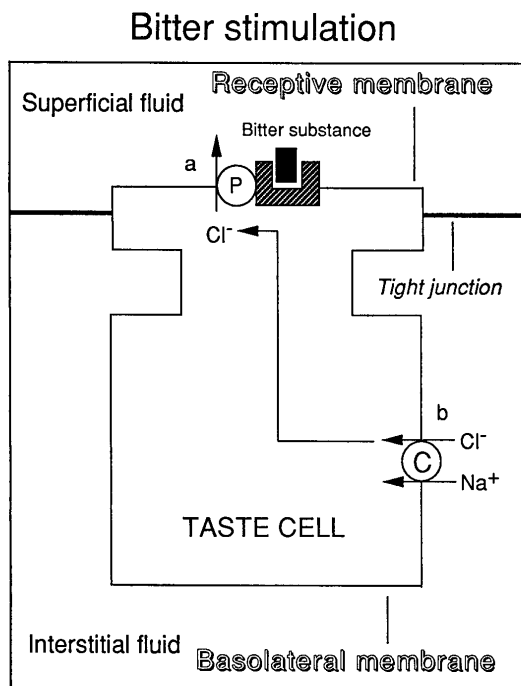 Bitter stimulation
Receptive membrane
Superficial fluid
Bitter substance
a
P
Cl⁻
Tight junction
b
Cl⁻
C
Na⁺
TASTE CELL
Interstitial fluid
Basolateral membrane